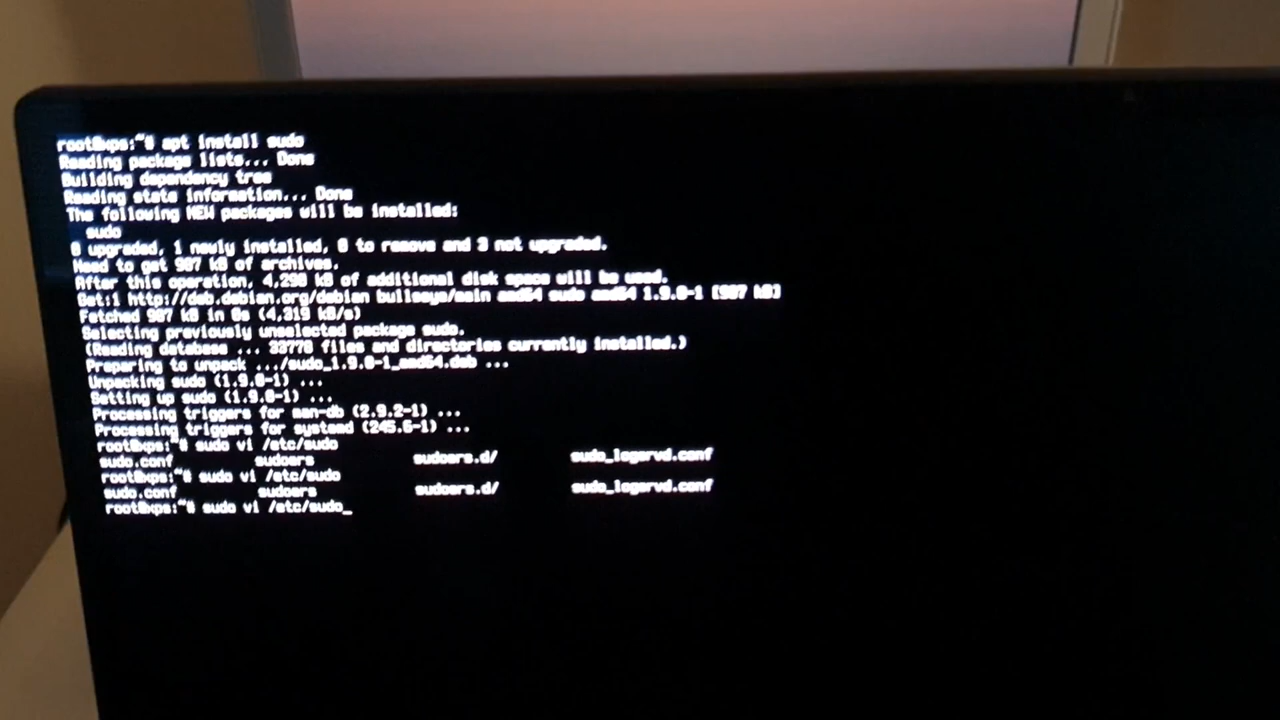 root@xps:~# apt install sudo
Reading package lists... Done
Building dependency tree
Reading state information... Done
The following NEW packages will be installed:
  sudo
0 upgraded, 1 newly installed, 0 to remove and 3 not upgraded.
Need to get 987 kB of archives.
After this operation, 4,298 kB of additional disk space will be used.
Get:1 http://deb.debian.org/debian bullseye/main amd64 sudo amd64 1.9.0-1 [987 kB]
Fetched 987 kB in 0s (4,319 kB/s)
Selecting previously unselected package sudo.
(Reading database ... 33778 files and directories currently installed.)
Preparing to unpack .../sudo_1.9.0-1_amd64.deb ...
Unpacking sudo (1.9.0-1) ...
Setting up sudo (1.9.0-1) ...
Processing triggers for man-db (2.9.2-1) ...
Processing triggers for systemd (245.6-1) ...
root@xps:~# sudo vi /etc/sudo
sudo.conf sudoers sudoers.d/ sudo_logsrvd.conf
root@xps:~# sudo vi /etc/sudo
sudo.conf sudoers sudoers.d/ sudo_logsrvd.conf
root@xps:~# sudo vi /etc/sudo_